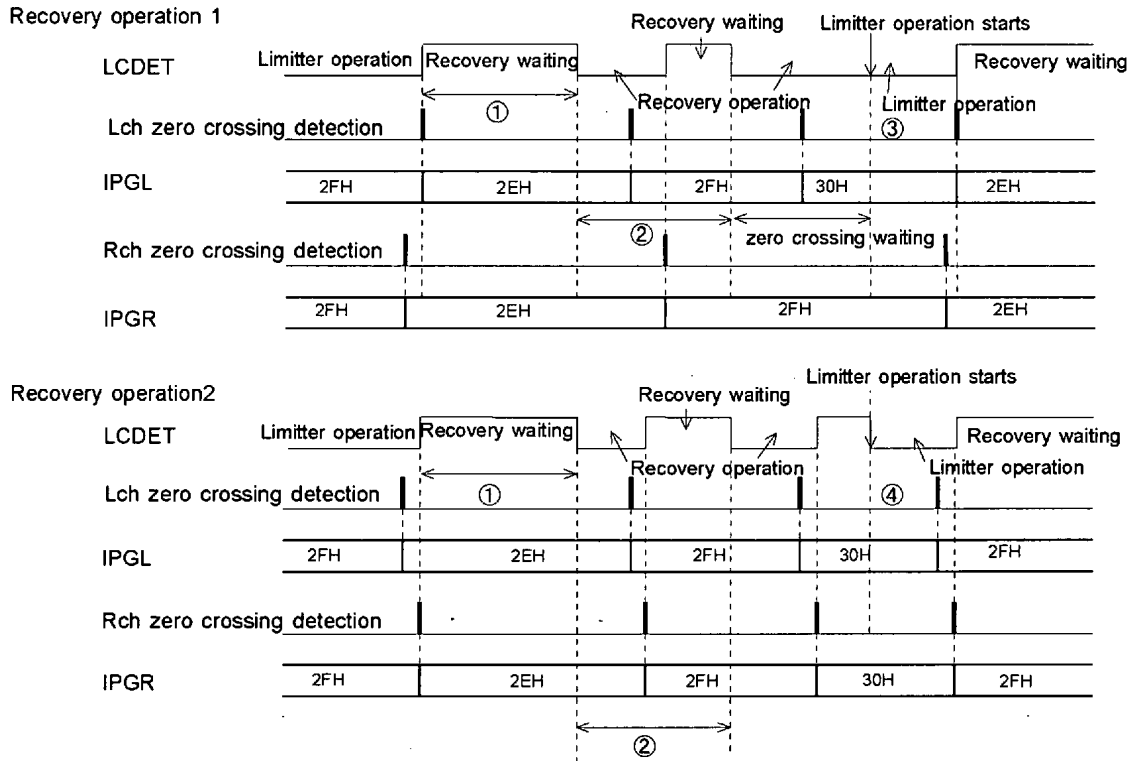 Recovery operation 1
Recovery waiting
Limitter operation starts
LCDET
Limitter operation
Recovery waiting
Recovery waiting
Recovery operation
Limitter operation
①
③
Lch zero crossing detection
IPGL
2FH
2EH
2FH
30H
2EH
②
zero crossing waiting
Rch zero crossing detection
IPGR
2FH
2EH
2FH
2EH
Recovery operation2
Recovery waiting
Limitter operation starts
LCDET
Limitter operation
Recovery waiting
Recovery waiting
Recovery operation
Limitter operation
①
④
Lch zero crossing detection
IPGL
2FH
2EH
2FH
30H
2FH
Rch zero crossing detection
IPGR
2FH
2EH
2FH
30H
2FH
②